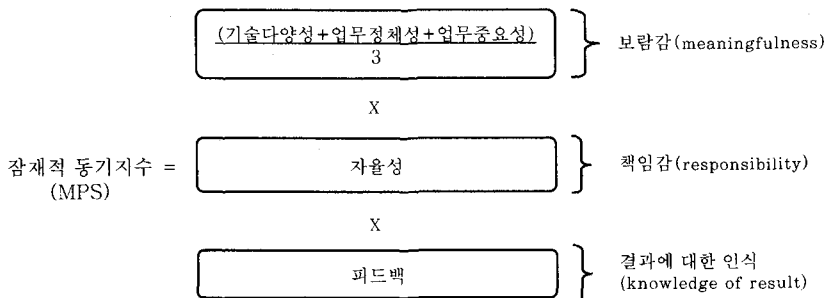 (기술다양성+업무정체성+업무중요성)
3
보람감(meaningfulness)
X
잠재적 동기지수 =
(MPS)
자율성
책임감(responsibility)
X
피드백
결과에 대한 인식
(knowledge of result)